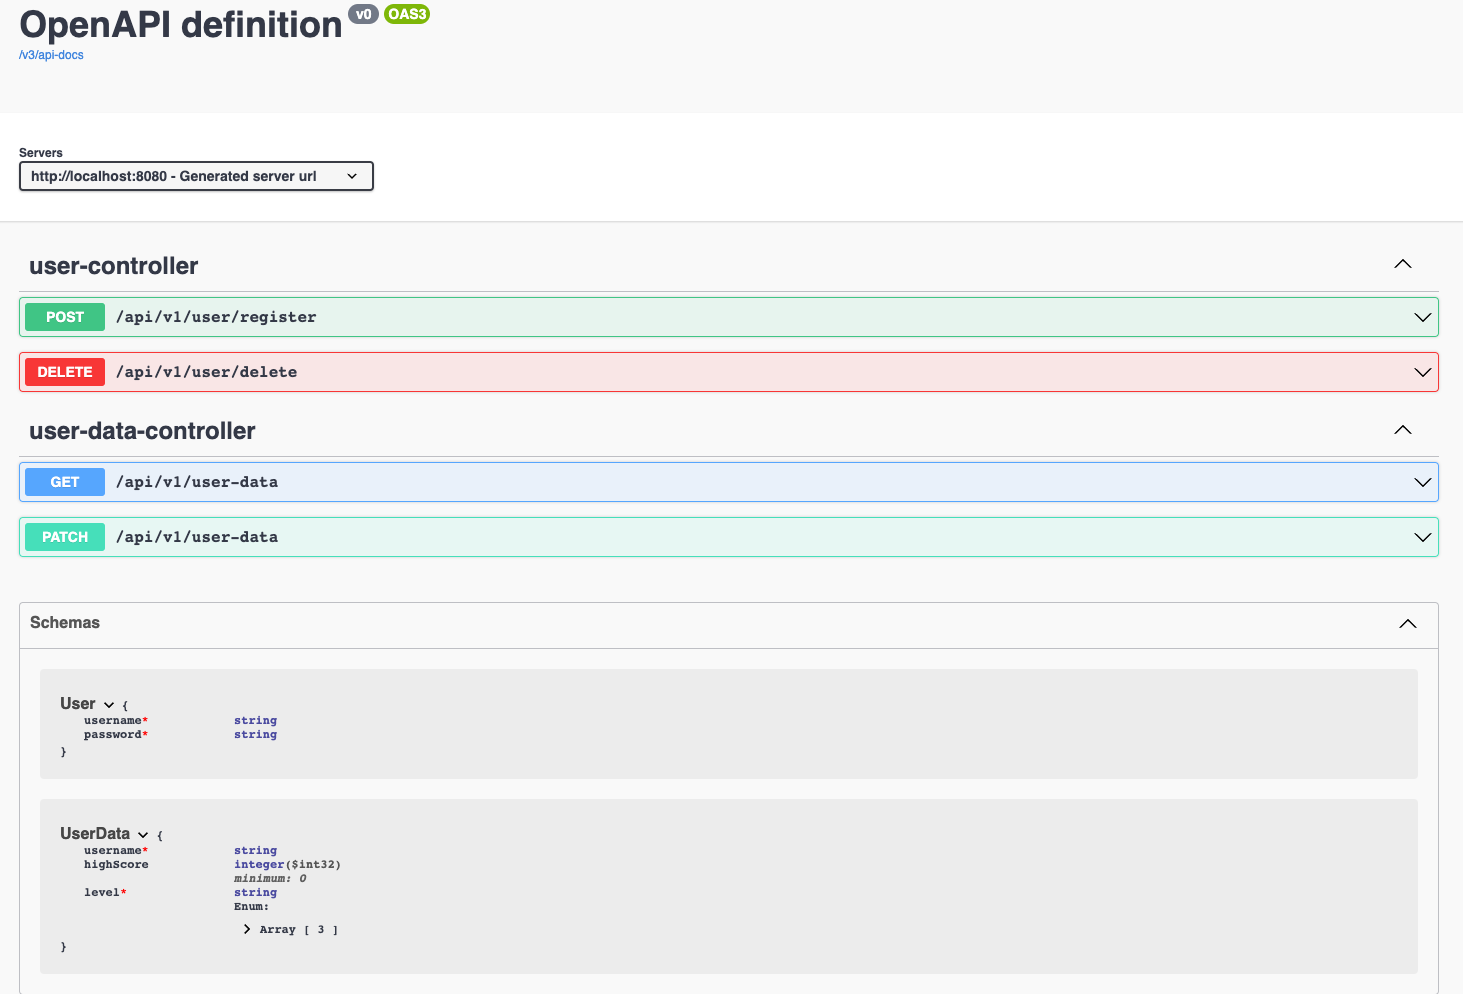 OpenAPI definition v0 OAS3
/v3/api-docs
Servers
http://localhost:8080 - Generated server url
user-controller
POST /api/v1/user/register
DELETE /api/v1/user/delete
user-data-controller
GET /api/v1/user-data
PATCH /api/v1/user-data
Schemas
User {
username* string
password* string
}
UserData {
username* string
highScore integer($int32)
minimum: 0
level* string
Enum:
Array [ 3 ]
}